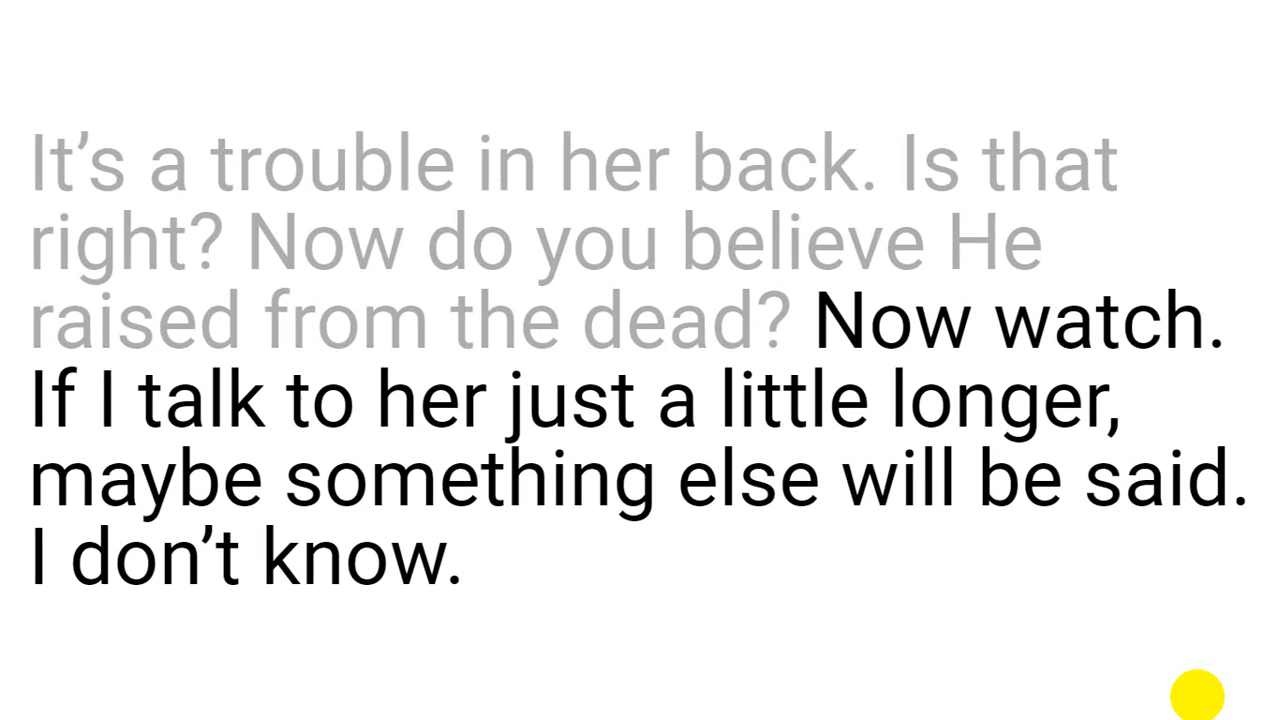 It’s a trouble in her back. Is that
right? Now do you believe He
raised from the dead? Now watch.
If I talk to her just a little longer,
maybe something else will be said.
I don’t know.